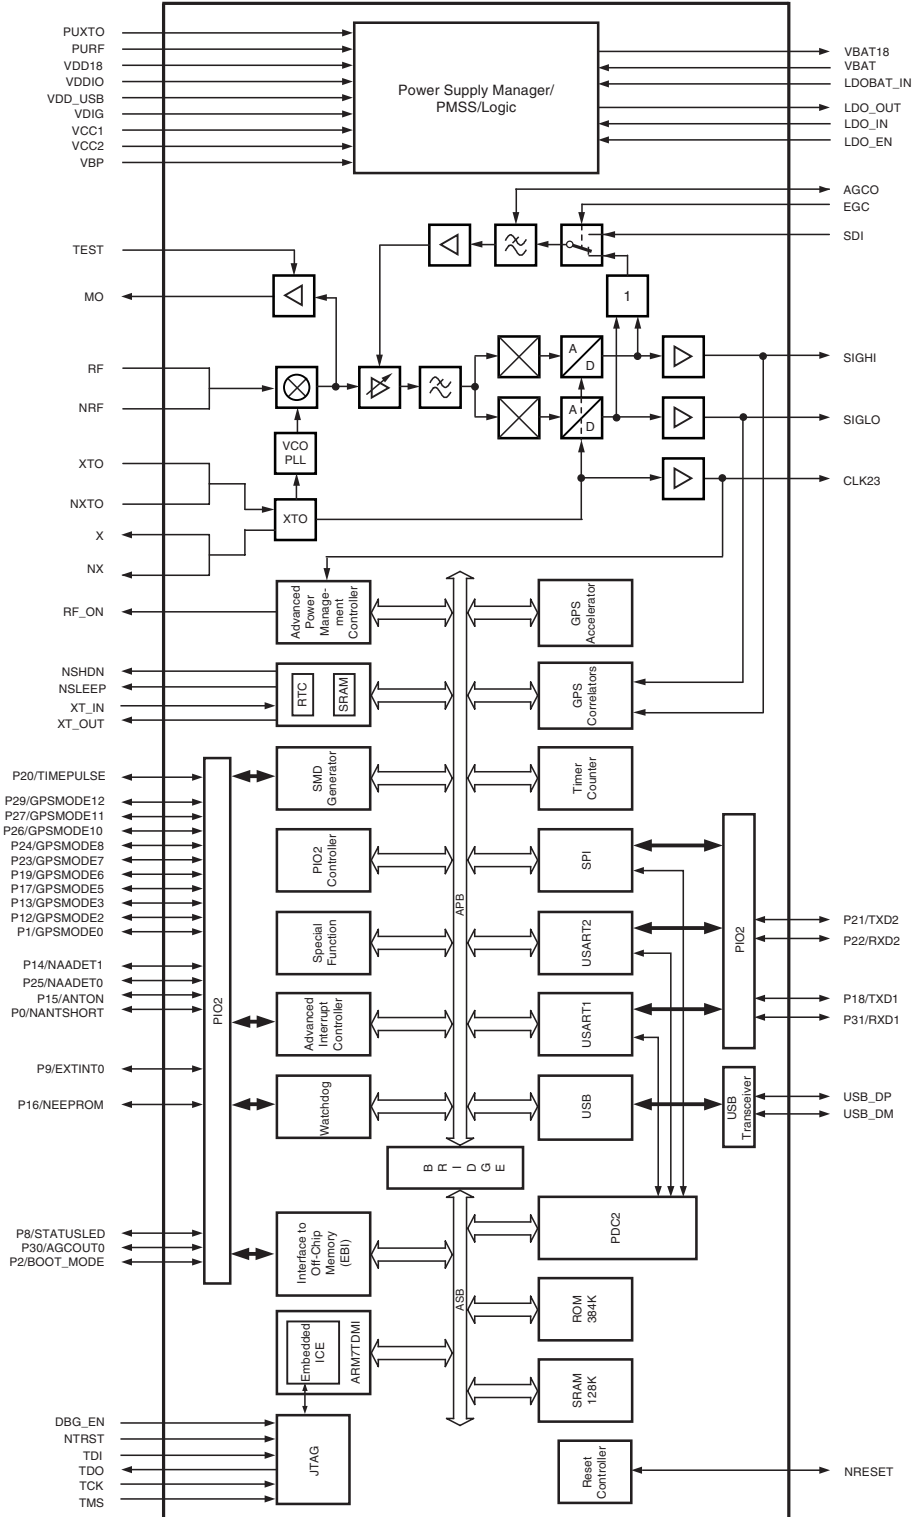 PUXTO
PURF
VDD18
VDDIO
VDD_USB
VDIG
VCC1
VCC2
VBP
Power Supply Manager/
PMSS/Logic
VBAT18
VBAT
LDOBAT_IN
LDO_OUT
LDO_IN
LDO_EN
AGCO
EGC
SDI
TEST
MO
1
RF
NRF
A
D
A
D
SIGHI
SIGLO
VCO
PLL
XTO
NXTO
XTO
X
NX
CLK23
RF_ON
Advanced
Power
Manage-
ment
Controller
GPS
Accelerator
NSHDN
NSLEEP
XT_IN
XT_OUT
RTC
SRAM
GPS
Correlators
P20/TIMEPULSE
P29/GPSMODE12
P27/GPSMODE11
P26/GPSMODE10
P24/GPSMODE8
P23/GPSMODE7
P19/GPSMODE6
P17/GPSMODE5
P13/GPSMODE3
P12/GPSMODE2
P1/GPSMODE0
P14/NAADET1
P25/NAADET0
P15/ANTON
P0/NANTSHORT
P9/EXTINT0
P16/NEEPROM
P8/STATUSLED
P30/AGCOUT0
P2/BOOT_MODE
PIO2
SMD
Generator
PIO2
Controller
Special
Function
Advanced
Interrupt
Controller
Watchdog
APB
Timer
Counter
SPI
USART2
USART1
USB
PIO2
P21/TXD2
P22/RXD2
P18/TXD1
P31/RXD1
USB
Transceiver
USB_DP
USB_DM
BRIDGE
Interface to
Off-Chip
Memory
(EBI)
ASB
PDC2
ROM
384K
SRAM
128K
Embedded
ICE
ARM7TDMI
DBG_EN
NTRST
TDI
TDO
TCK
TMS
JTAG
Reset
Controller
NRESET